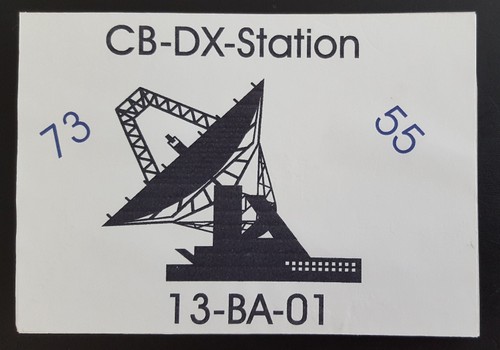 CB-DX-Station
73
55
13-BA-01